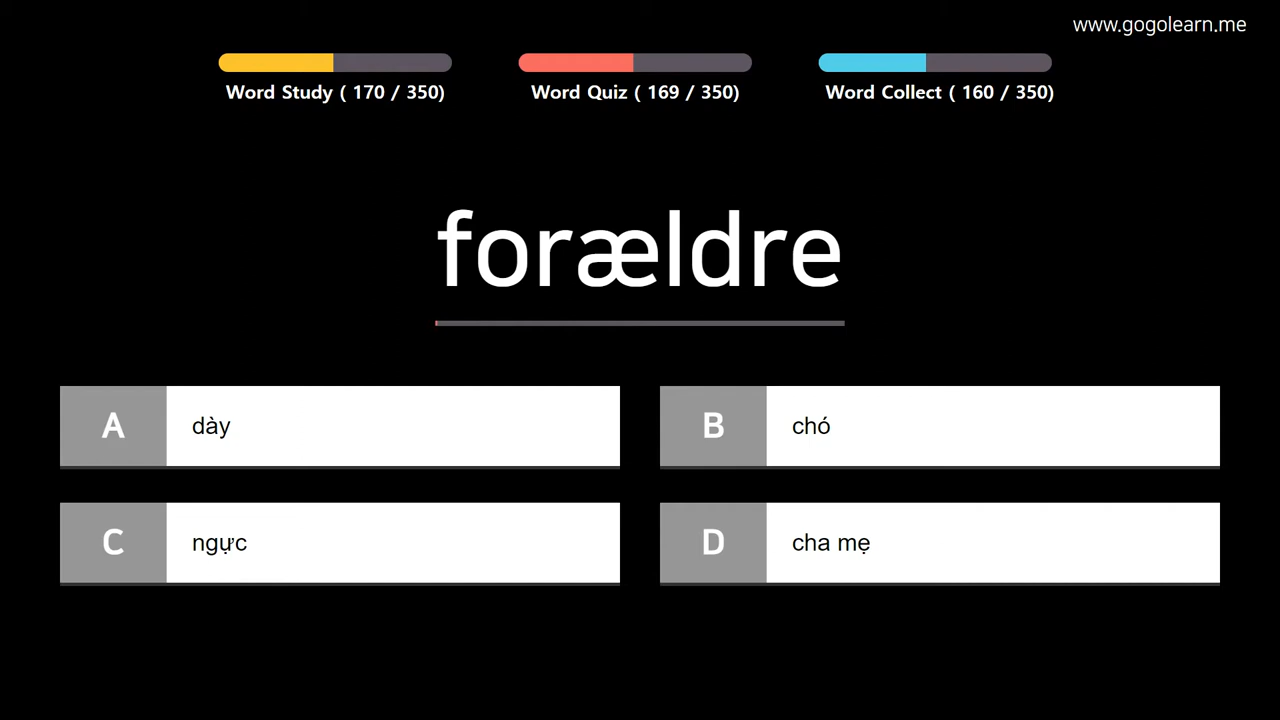 www.gogolearn.me
Word Study ( 170 / 350)
Word Quiz ( 169 / 350)
Word Collect ( 160 / 350)
forældre
A dày
B chó
C ngực
D cha mẹ